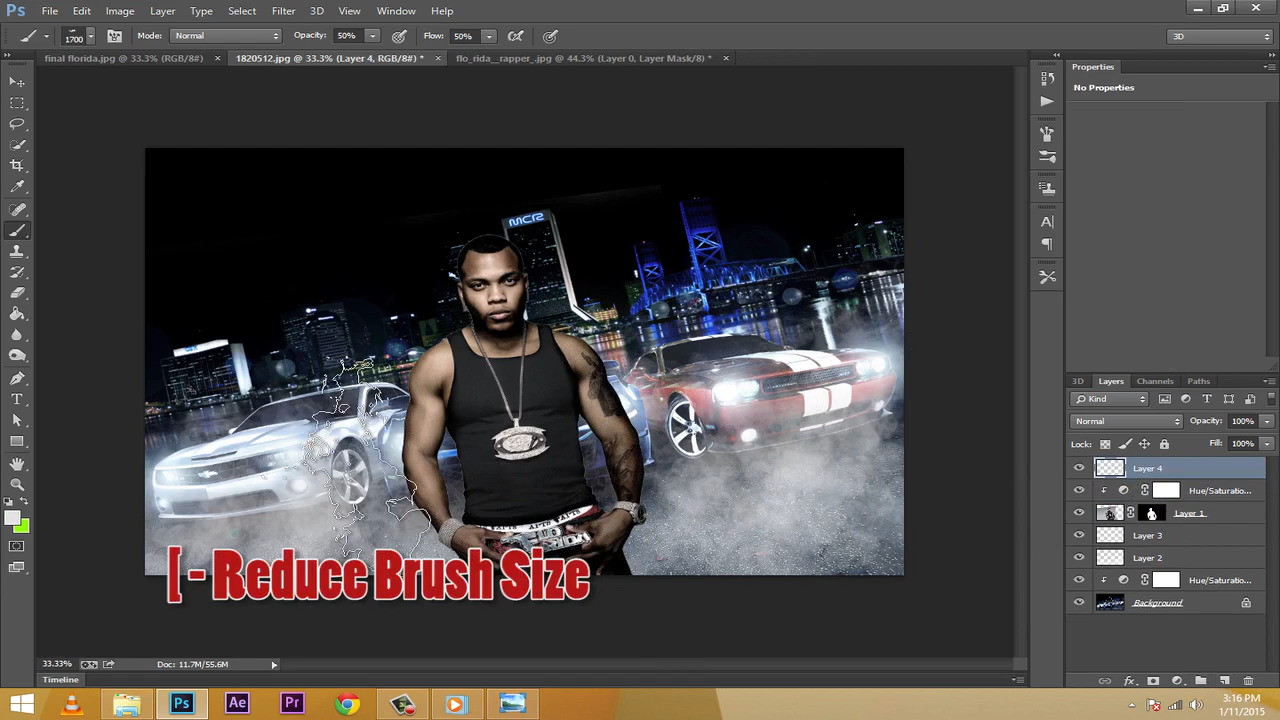 Ps File Edit Image Layer Type Select Filter 3D View Window Help
1700 Mode: Normal Opacity: 50% Flow: 50% 3D
final florida.jpg @ 33.3% (RGB/8#) × 1820512.jpg @ 33.3% (Layer 4, RGB/8#) * × flo_rida__rapper_.jpg @ 44.3% (Layer 0, Layer Mask/8) * ×
Properties
No Properties
MCR
[ - Reduce Brush Size
3D Layers Channels Paths
Kind
Normal Opacity: 100%
Lock: Fill: 100%
Layer 4
Hue/Saturatio...
Layer 1
Layer 3
Layer 2
Hue/Saturatio...
Background
33.33% Doc: 11.7M/55.6M
Timeline
Ps Ae Pr
3:16 PM
1/11/2015